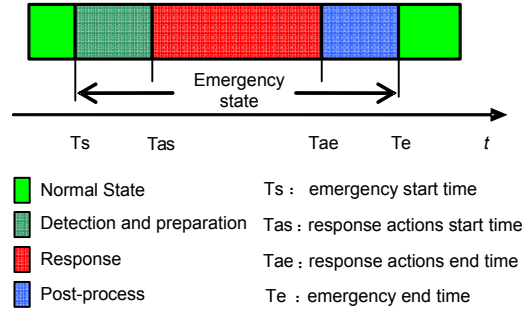 Emergency
state
Ts Tas Tae Te t
Normal State
Ts： emergency start time
Detection and preparation
Tas：response actions start time
Response
Tae：response actions end time
Post-process
Te：emergency end time